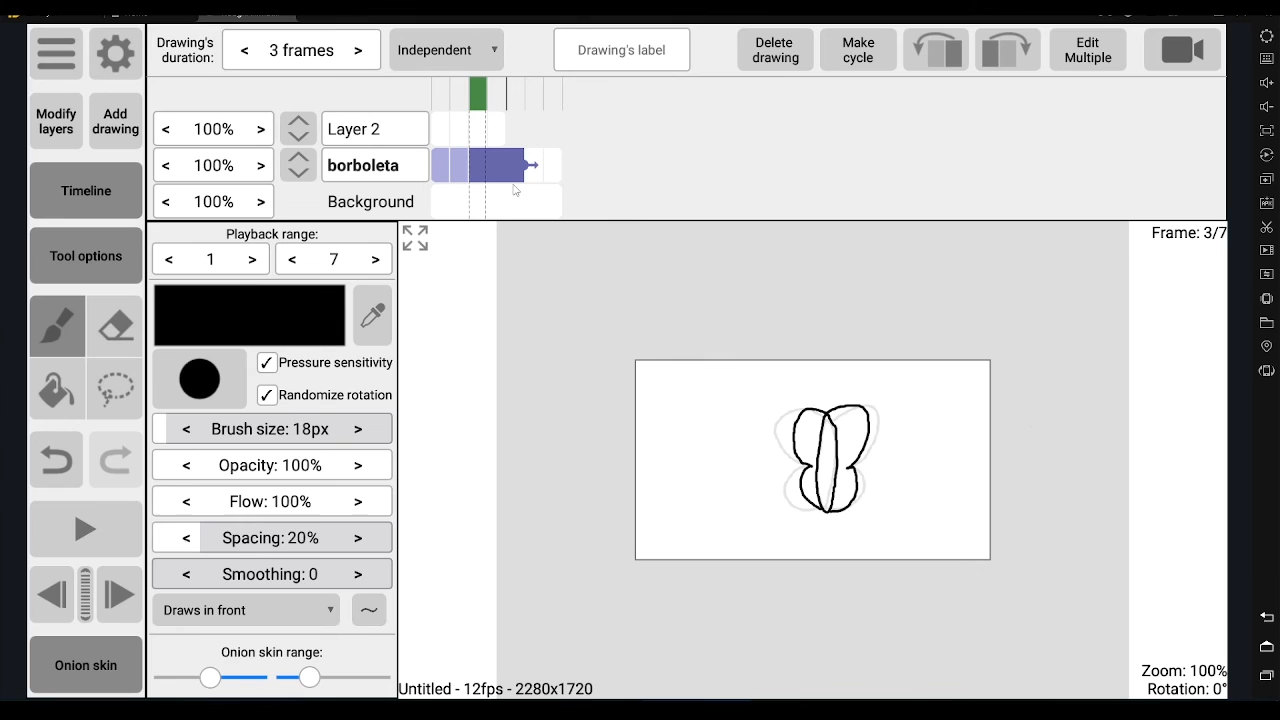 Drawing's
duration:
< 3 frames >
Independent
Drawing's label
Delete
drawing
Make
cycle
Edit
Multiple
Modify
layers
Add
drawing
< 100% >
Layer 2
< 100% >
borboleta
< 100% >
Background
Timeline
Tool options
Onion skin
Playback range:
< 1 >
< 7 >
Pressure sensitivity
Randomize rotation
< Brush size: 18px >
< Opacity: 100% >
< Flow: 100% >
< Spacing: 20% >
< Smoothing: 0 >
Draws in front
Onion skin range:
Frame: 3/7
Untitled - 12fps - 2280x1720
Zoom: 100%
Rotation: 0°